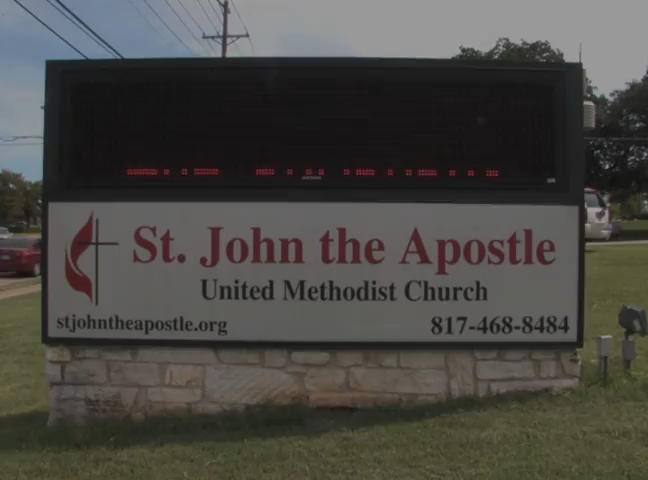 St. John the Apostle
United Methodist Church
stjohntheapostle.org 817-468-8484